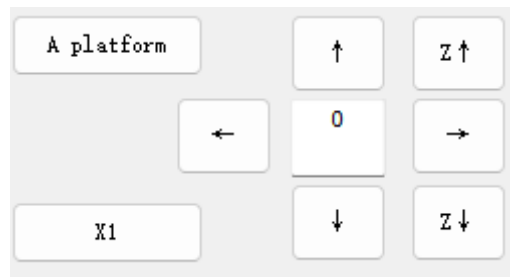 A platform ↑ Z↑
← 0 →
X1 ↓ Z↓